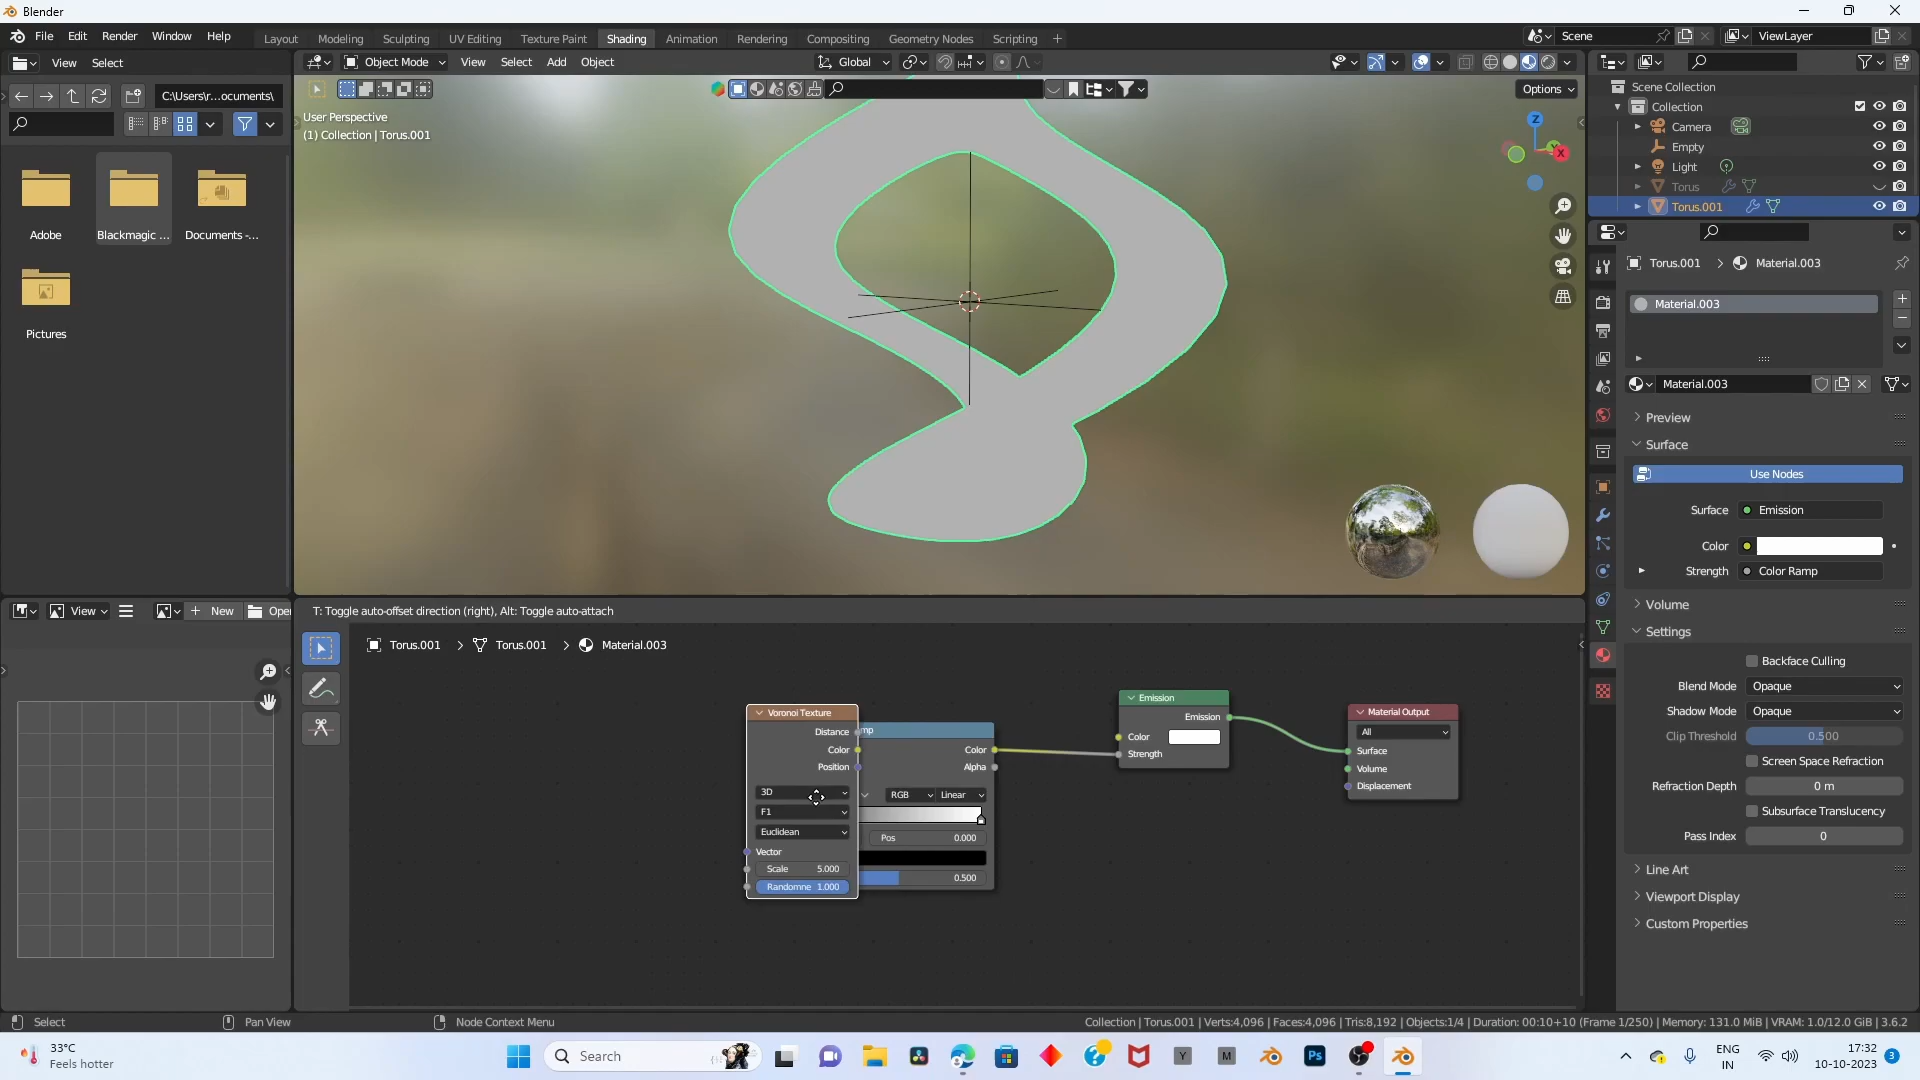 Blender
File Edit Render Window Help
Layout Modeling Sculpting UV Editing Texture Paint Shading Animation Rendering Compositing Geometry Nodes Scripting +
Scene
ViewLayer
View Select
Object Mode View Select Add Object
Global
C:\Users\r...ocuments\
Options
User Perspective
(1) Collection | Torus.001
Z
X
Adobe
Blackmagic ...
Documents -...
Pictures
Scene Collection
Collection
Camera
Empty
Light
Torus
Torus.001
Torus.001 > Material.003
Material.003
Material.003
Preview
Surface
Use Nodes
Surface Emission
Color
Strength Color Ramp
Volume
Settings
Backface Culling
Blend Mode Opaque
Shadow Mode Opaque
Clip Threshold 0.500
Screen Space Refraction
Refraction Depth 0 m
Subsurface Translucency
Pass Index 0
Line Art
Viewport Display
Custom Properties
View
New
Open
T: Toggle auto-offset direction (right), Alt: Toggle auto-attach
Torus.001 > Torus.001 > Material.003
Voronoi Texture
Distance
Color
Position
3D
F1
Euclidean
Vector
Scale 5.000
Randomne 1.000
mp
Color
Alpha
RGB Linear
Pos 0.000
0.500
Emission
Emission
Color
Strength
Material Output
All
Surface
Volume
Displacement
Select
Pan View
Node Context Menu
Collection | Torus.001 | Verts:4,096 | Faces:4,096 | Tris:8,192 | Objects:1/4 | Duration: 00:10+10 (Frame 1/250) | Memory: 131.0 MiB | VRAM: 1.0/12.0 GiB | 3.6.2
33°C
Feels hotter
Search
Y
M
Ps
ENG
IN
17:32
10-10-2023
3